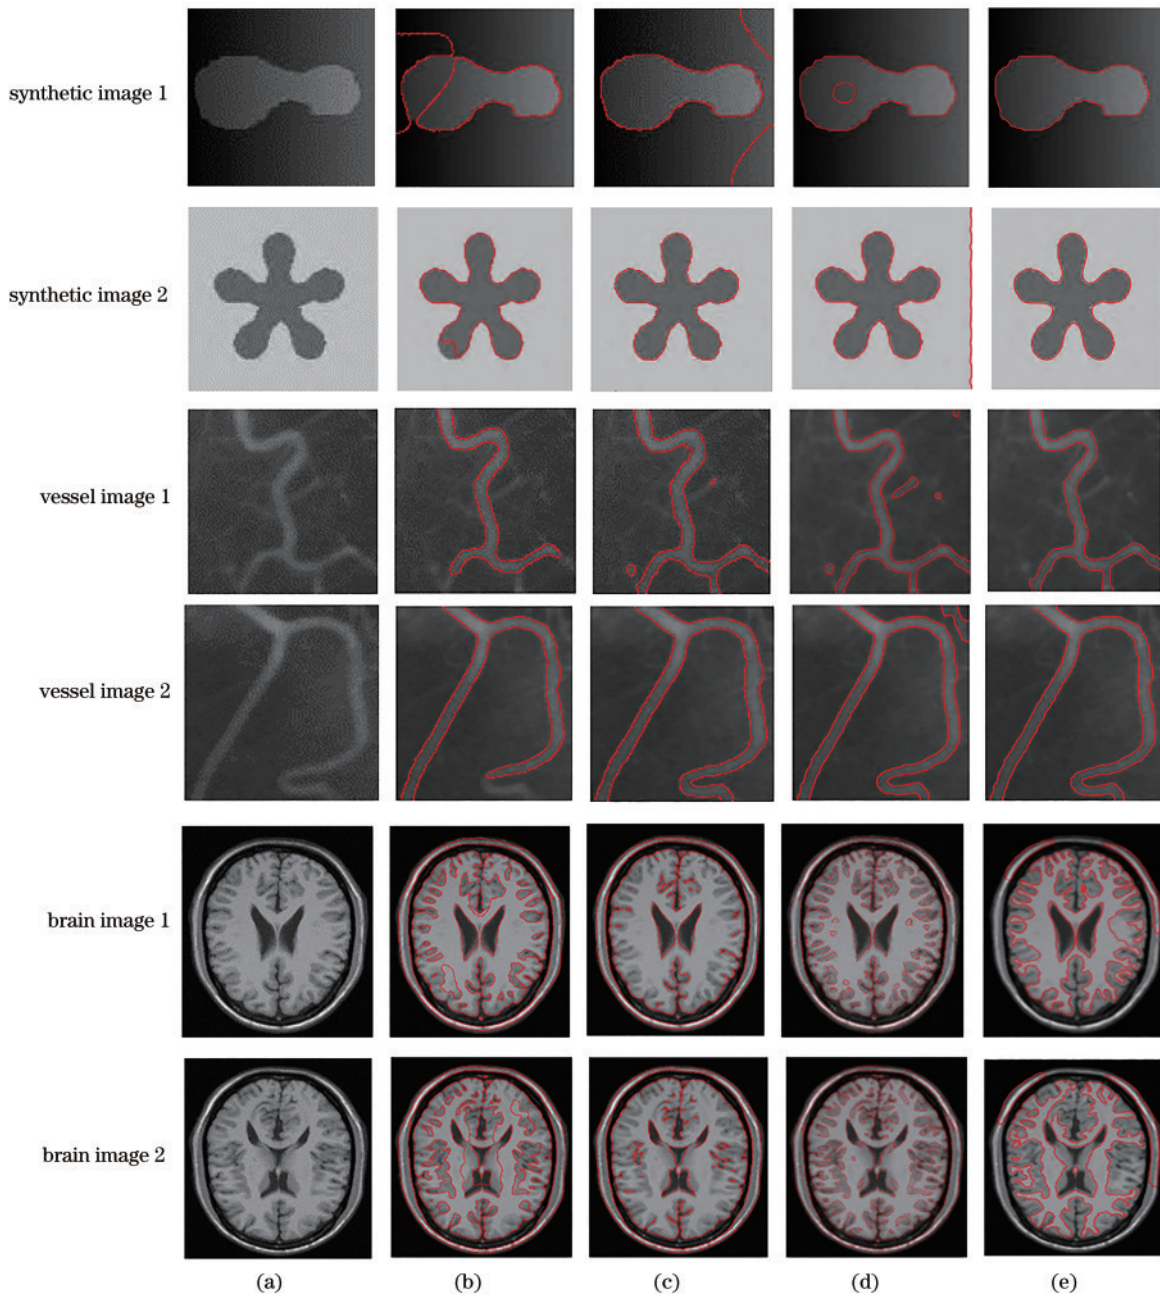 synthetic image 1
synthetic image 2
vessel image 1
vessel image 2
brain image 1
brain image 2
(a) (b) (c) (d) (e)